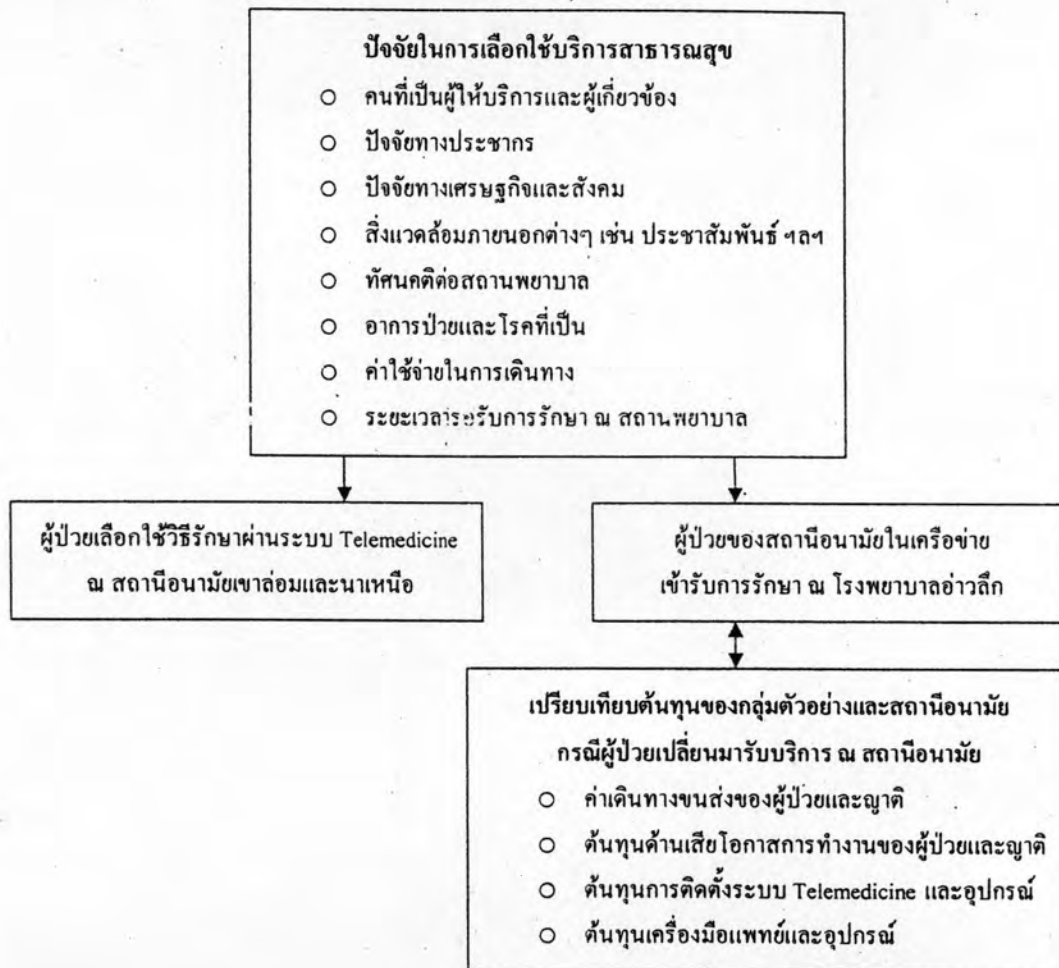 ปัจจัยในการเลือกใช้บริการสาธารณสุข
○ คนที่เป็นผู้ให้บริการและผู้เกี่ยวข้อง
○ ปัจจัยทางประชากร
○ ปัจจัยทางเศรษฐกิจและสังคม
○ สิ่งแวดล้อมภายนอกต่างๆ เช่น ประชาสัมพันธ์ ฯลฯ
○ ทัศนคติต่อสถานพยาบาล
○ อาการป่วยและโรคที่เป็น
○ ค่าใช้จ่ายในการเดินทาง
○ การรักษา ณ สถานพยาบาล
ผู้ป่วยเลือกใช้วิธีรักษาผ่านระบบ Telemedicine
ณ สถานีอนามัยเขาล่อมและนาเหนือ
ผู้ป่วยของสถานีอนามัยในเครือข่าย
เข้ารับการรักษา ณ โรงพยาบาลอ่าวลึก
เปรียบเทียบต้นทุนของกลุ่มตัวอย่างและสถานีอนามัย
กรณีผู้ป่วยเปลี่ยนมารับบริการ ณ สถานีอนามัย
○ ค่าเดินทางขนส่งของผู้ป่วยและญาติ
○ ต้นทุนด้านเสียโอกาสการทำงานของผู้ป่วยและญาติ
○ ต้นทุนการติดตั้งระบบ Telemedicine และอุปกรณ์
○ ต้นทุนเครื่องมือแพทย์และอุปกรณ์